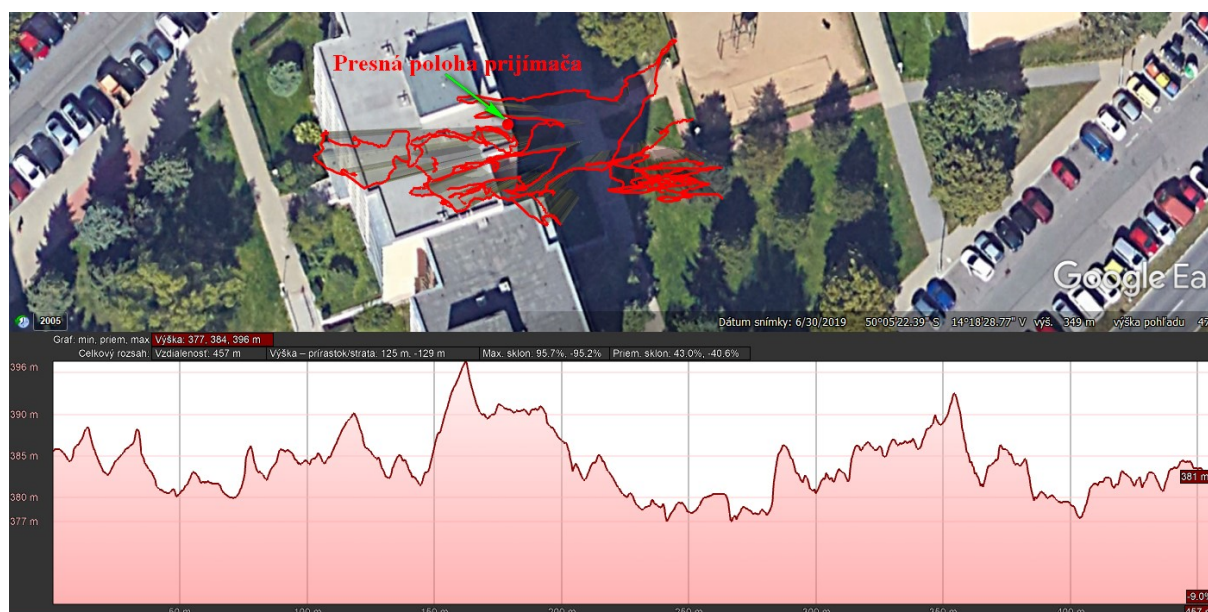 Presná poloha prijímača
Google Ea
2005
Dátum snímky: 6/30/2019 50°05'22.39" S 14°18'28.77" V výš. 349 m výška pohľadu 47
Graf: min, priem, max Výška: 377, 384, 396 m
Celkový rozsah: Vzdialenosť: 457 m Výška – prírastok/strata: 125 m, -129 m Max. sklon: 95.7%, -95.2% Priem. sklon: 43.0%, -40.6%
396 m
390 m
385 m
380 m
377 m
381 m
-9.0%
50 m 100 m 150 m 200 m 250 m 300 m 350 m 400 m 457 m